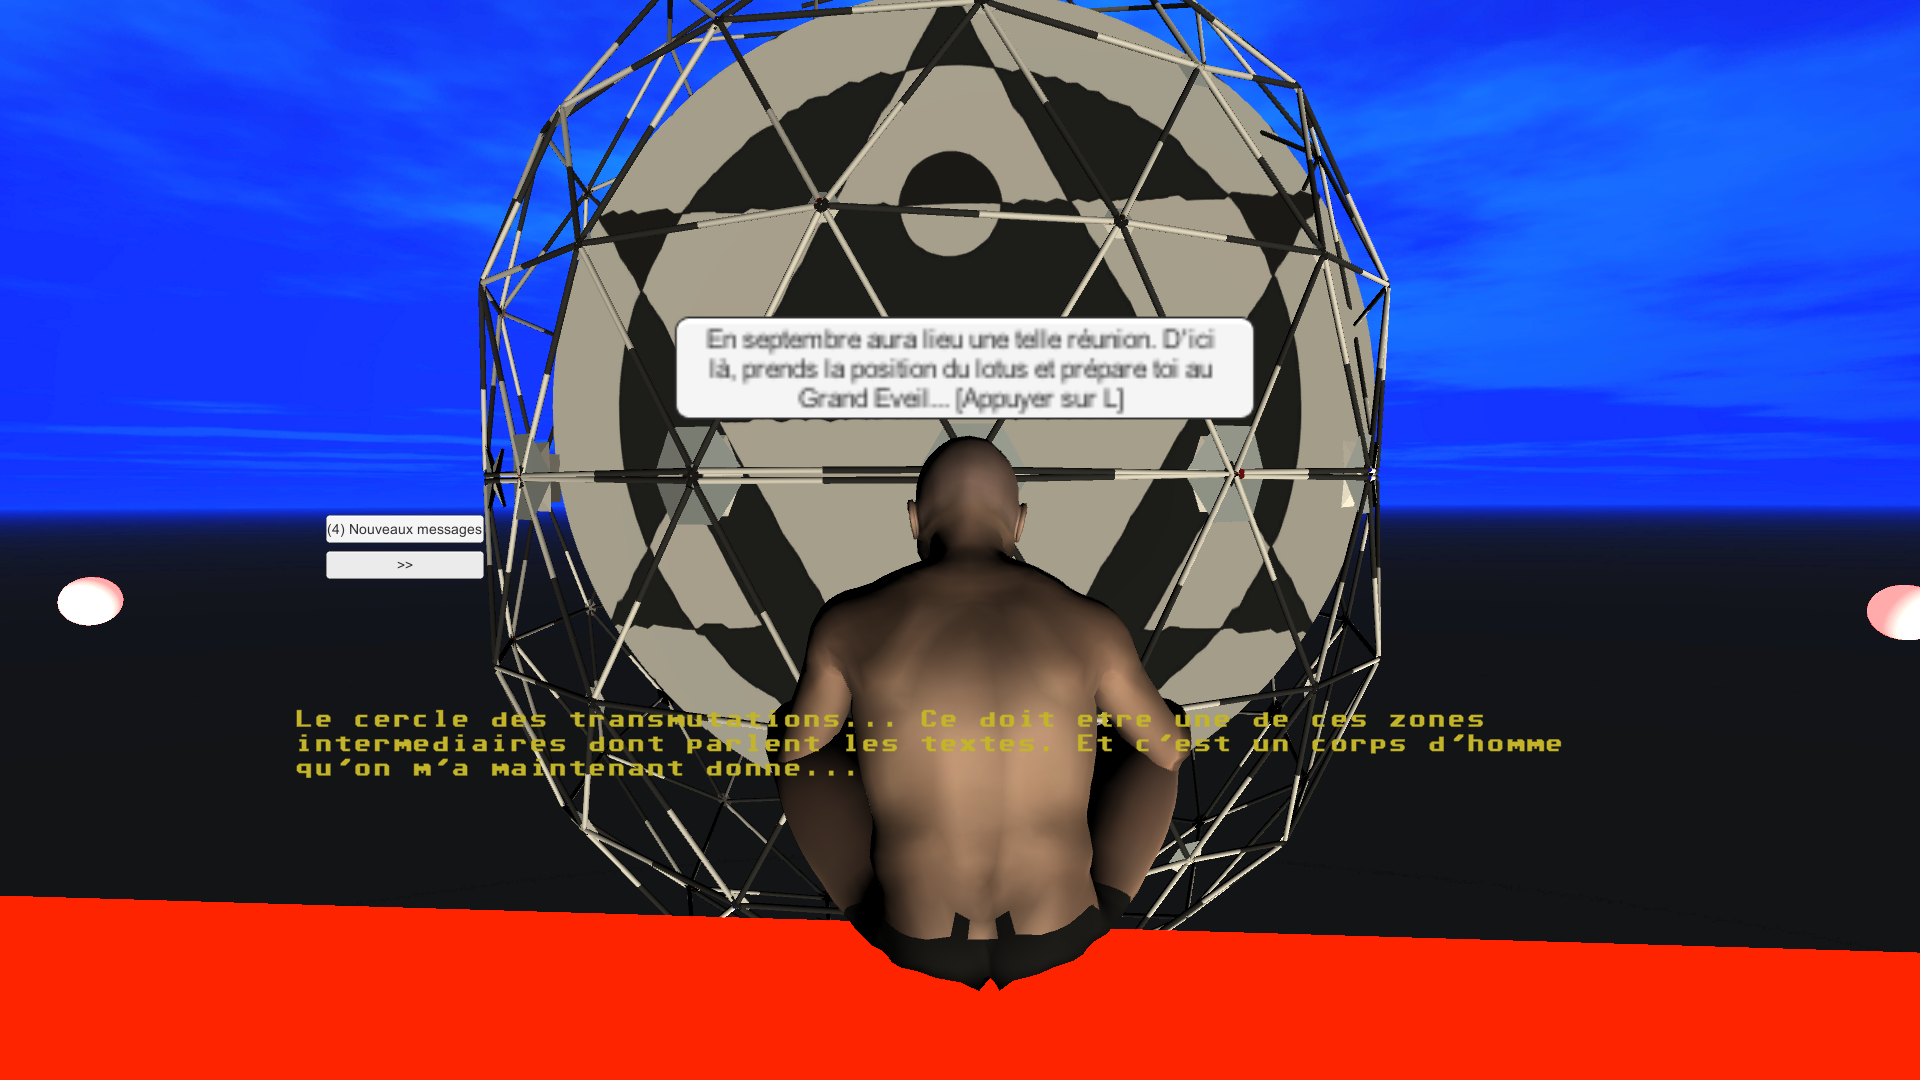 En septembre aura lieu une telle réunion. D'ici
là, prends la position du lotus et prépare toi au
Grand Eveil... [Appuyer sur L]
(4) Nouveaux messages
>>
Le cercle des transmutations... Ce doit etre une de ces zones
intermediaires dont parlent les textes. Et c'est un corps d'homme
qu'on m'a maintenant donne...